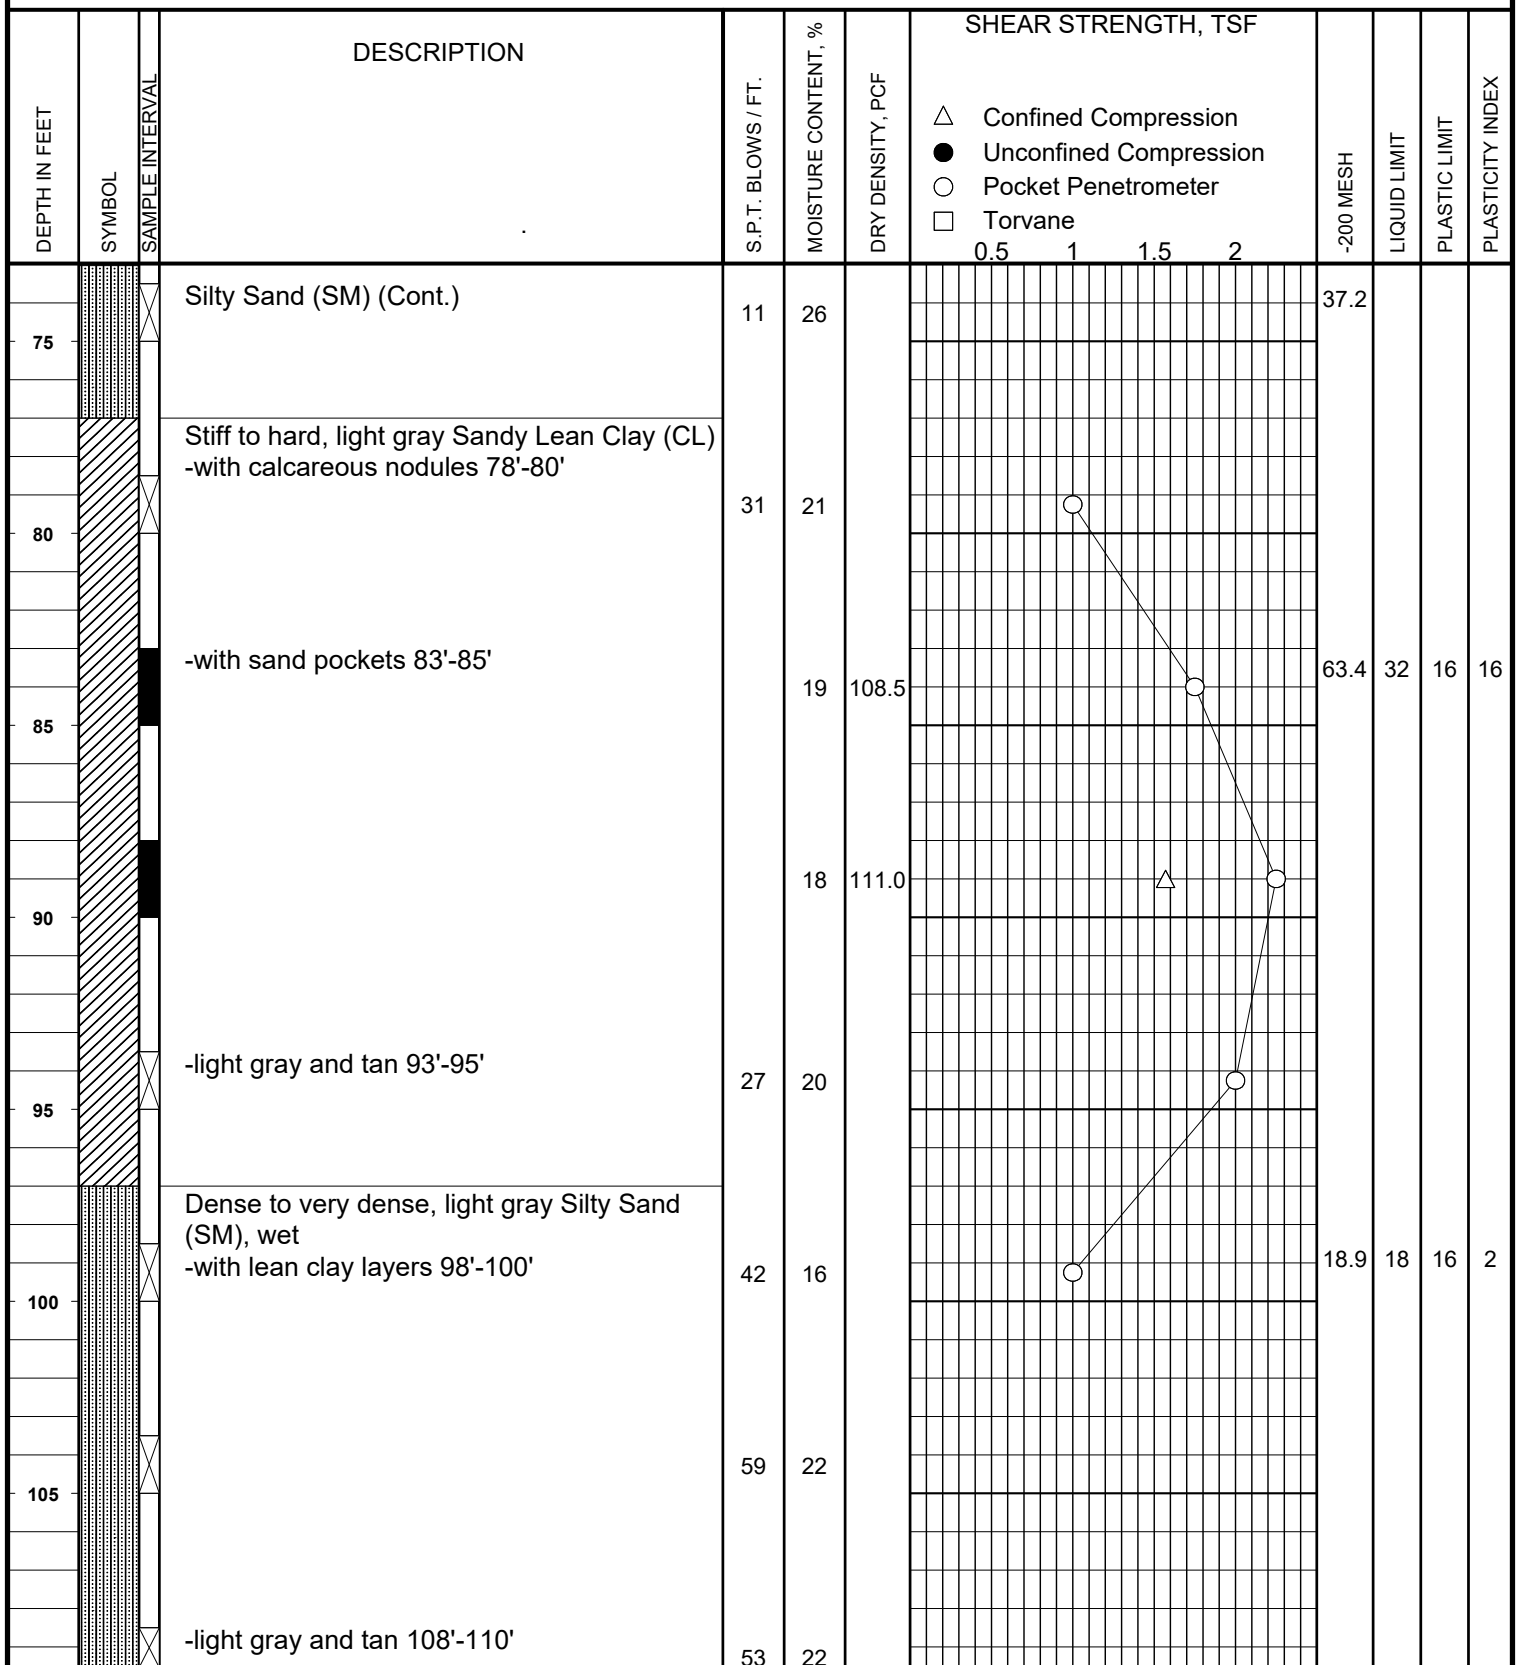 DEPTH IN FEET
SYMBOL
SAMPLE INTERVAL
DESCRIPTION
.
S.P.T. BLOWS / FT.
MOISTURE CONTENT, %
DRY DENSITY, PCF
SHEAR STRENGTH, TSF
Confined Compression
Unconfined Compression
Pocket Penetrometer
Torvane
0.5 1 1.5 2
-200 MESH
LIQUID LIMIT
PLASTIC LIMIT
PLASTICITY INDEX
Silty Sand (SM) (Cont.) 37.2
11 26
75
Stiff to hard, light gray Sandy Lean Clay (CL)
-with calcareous nodules 78'-80'
31 21
80
-with sand pockets 83'-85' 63.4 32 16 16
19 108.5
85
18 111.0
90
-light gray and tan 93'-95'
27 20
95
Dense to very dense, light gray Silty Sand
(SM), wet
-with lean clay layers 98'-100' 18.9 18 16 2
42 16
100
59 22
105
-light gray and tan 108'-110'
53 22